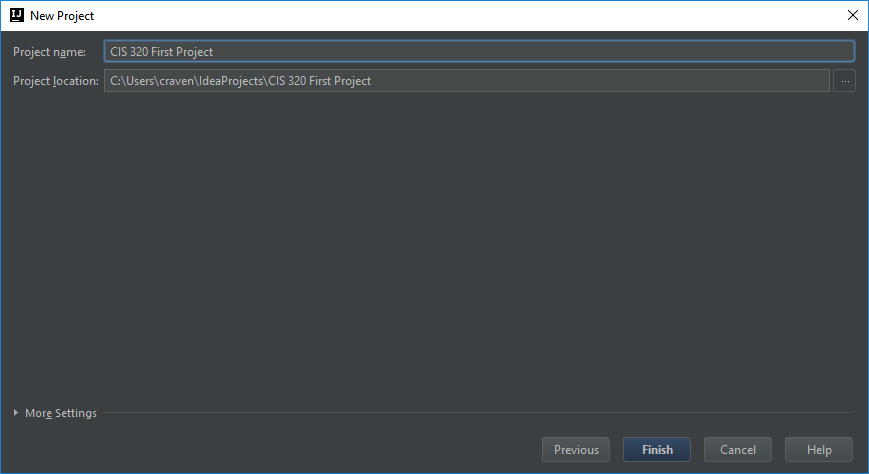 IJ New Project
Project name: CIS 320 First Project
Project location: C:\Users\craven\IdeaProjects\CIS 320 First Project ...
More Settings
Previous Finish Cancel Help